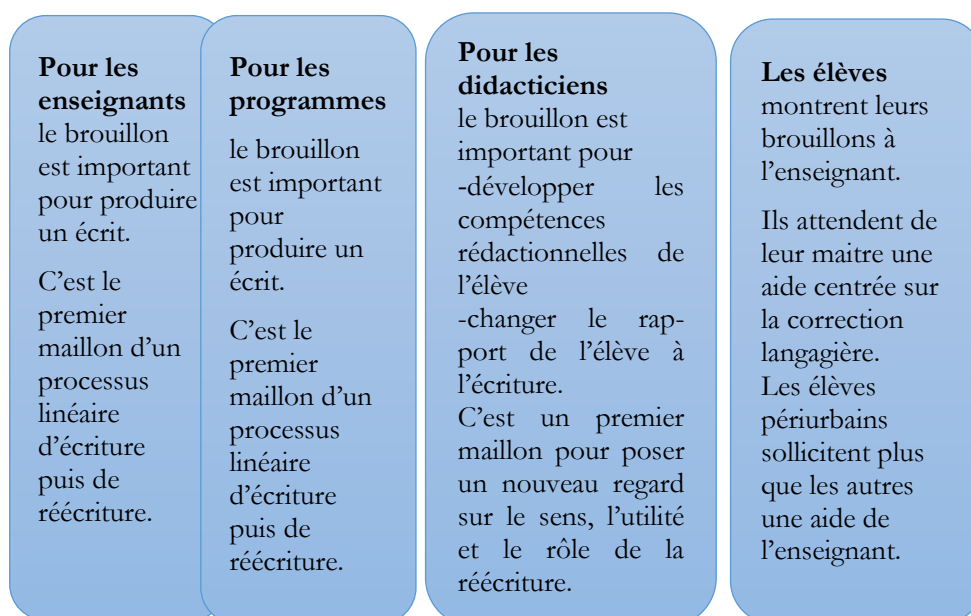 Pour les
enseignants
le brouillon
est important
pour produire
un écrit.
C’est le
premier
maillon d’un
processus
linéaire
d’écriture
puis de
réécriture.
Pour les
programmes
le brouillon
est important
pour
produire un
écrit.
C’est le
premier
maillon d’un
processus
linéaire
d’écriture
puis de
réécriture.
Pour les
didacticiens
le brouillon est
important pour
-développer les
compétences
rédactionnelles de
l’élève
-changer le rap-
port de l’élève à
l’écriture.
C’est un premier
maillon pour poser
un nouveau regard
sur le sens, l’utilité
et le rôle de la
réécriture.
Les élèves
montrent leurs
brouillons à
l’enseignant.
Ils attendent de
leur maitre une
aide centrée sur
la correction
langagière.
Les élèves
périurbains
sollicitent plus
que les autres
une aide de
l’enseignant.